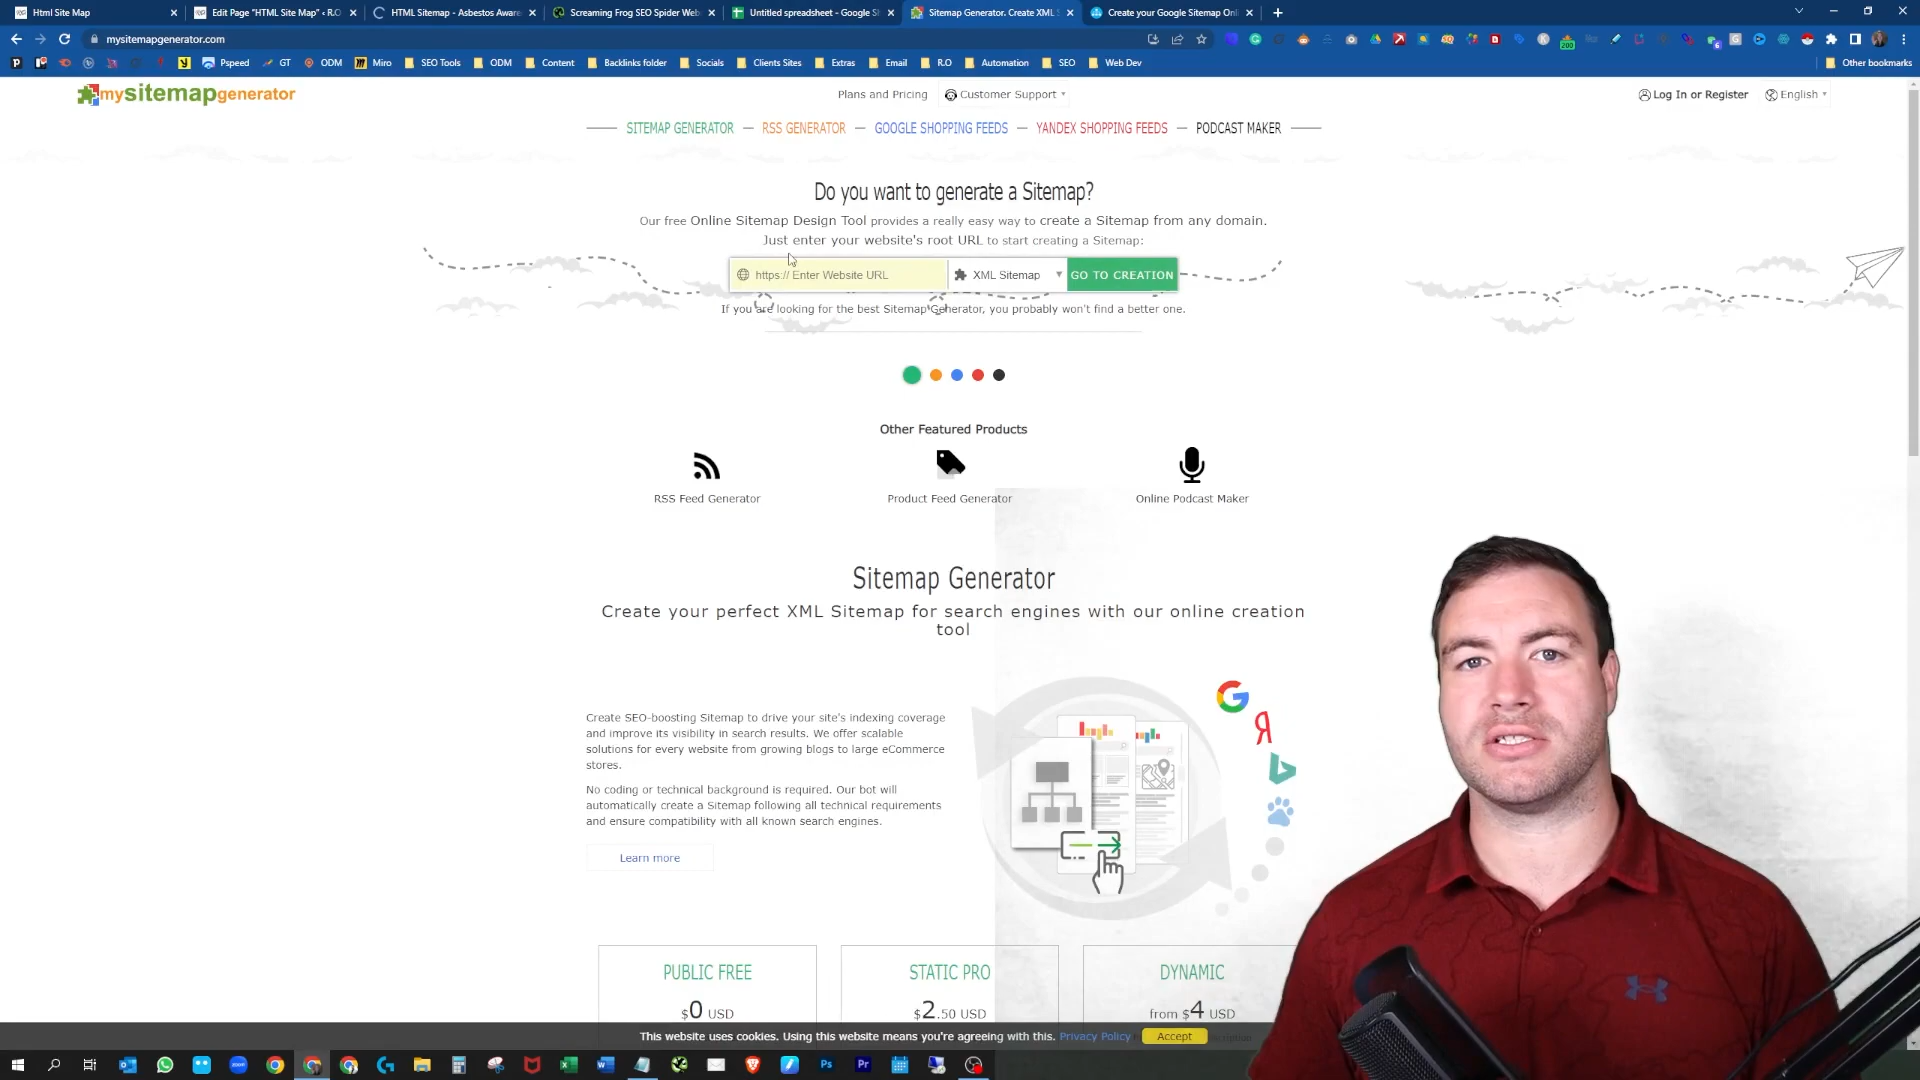 Html Site Map
Edit Page "HTML Site Map" ‹ R.O
HTML Sitemap - Asbestos Aware
Screaming Frog SEO Spider Web
Untitled spreadsheet - Google Sh
Sitemap Generator. Create XML S
Create your Google Sitemap Onl
mysitemapgenerator.com
Pspeed
GT
ODM
Miro
SEO Tools
ODM
Content
Backlinks folder
Socials
Clients Sites
Extras
Email
R.O
Automation
SEO
Web Dev
Other bookmarks
mysitemapgenerator
Plans and Pricing
Customer Support
Log In or Register
English
SITEMAP GENERATOR — RSS GENERATOR — GOOGLE SHOPPING FEEDS — YANDEX SHOPPING FEEDS — PODCAST MAKER
Do you want to generate a Sitemap?
Our free Online Sitemap Design Tool provides a really easy way to create a Sitemap from any domain.
Just enter your website's root URL to start creating a Sitemap:
https:// Enter Website URL
XML Sitemap
GO TO CREATION
If you are looking for the best Sitemap Generator, you probably won't find a better one.
Other Featured Products
RSS Feed Generator
Product Feed Generator
Online Podcast Maker
Sitemap Generator
Create your perfect XML Sitemap for search engines with our online creation
tool
Create SEO-boosting Sitemap to drive your site's indexing coverage
and improve its visibility in search results. We offer scalable
solutions for every website from growing blogs to large eCommerce
stores.
No coding or technical background is required. Our bot will
automatically create a Sitemap following all technical requirements
and ensure compatibility with all known search engines.
Learn more
PUBLIC FREE
$0 USD
STATIC PRO
$2.50 USD
DYNAMIC
from $4 USD
This website uses cookies. Using this website means you're agreeing with this. Privacy Policy
Accept